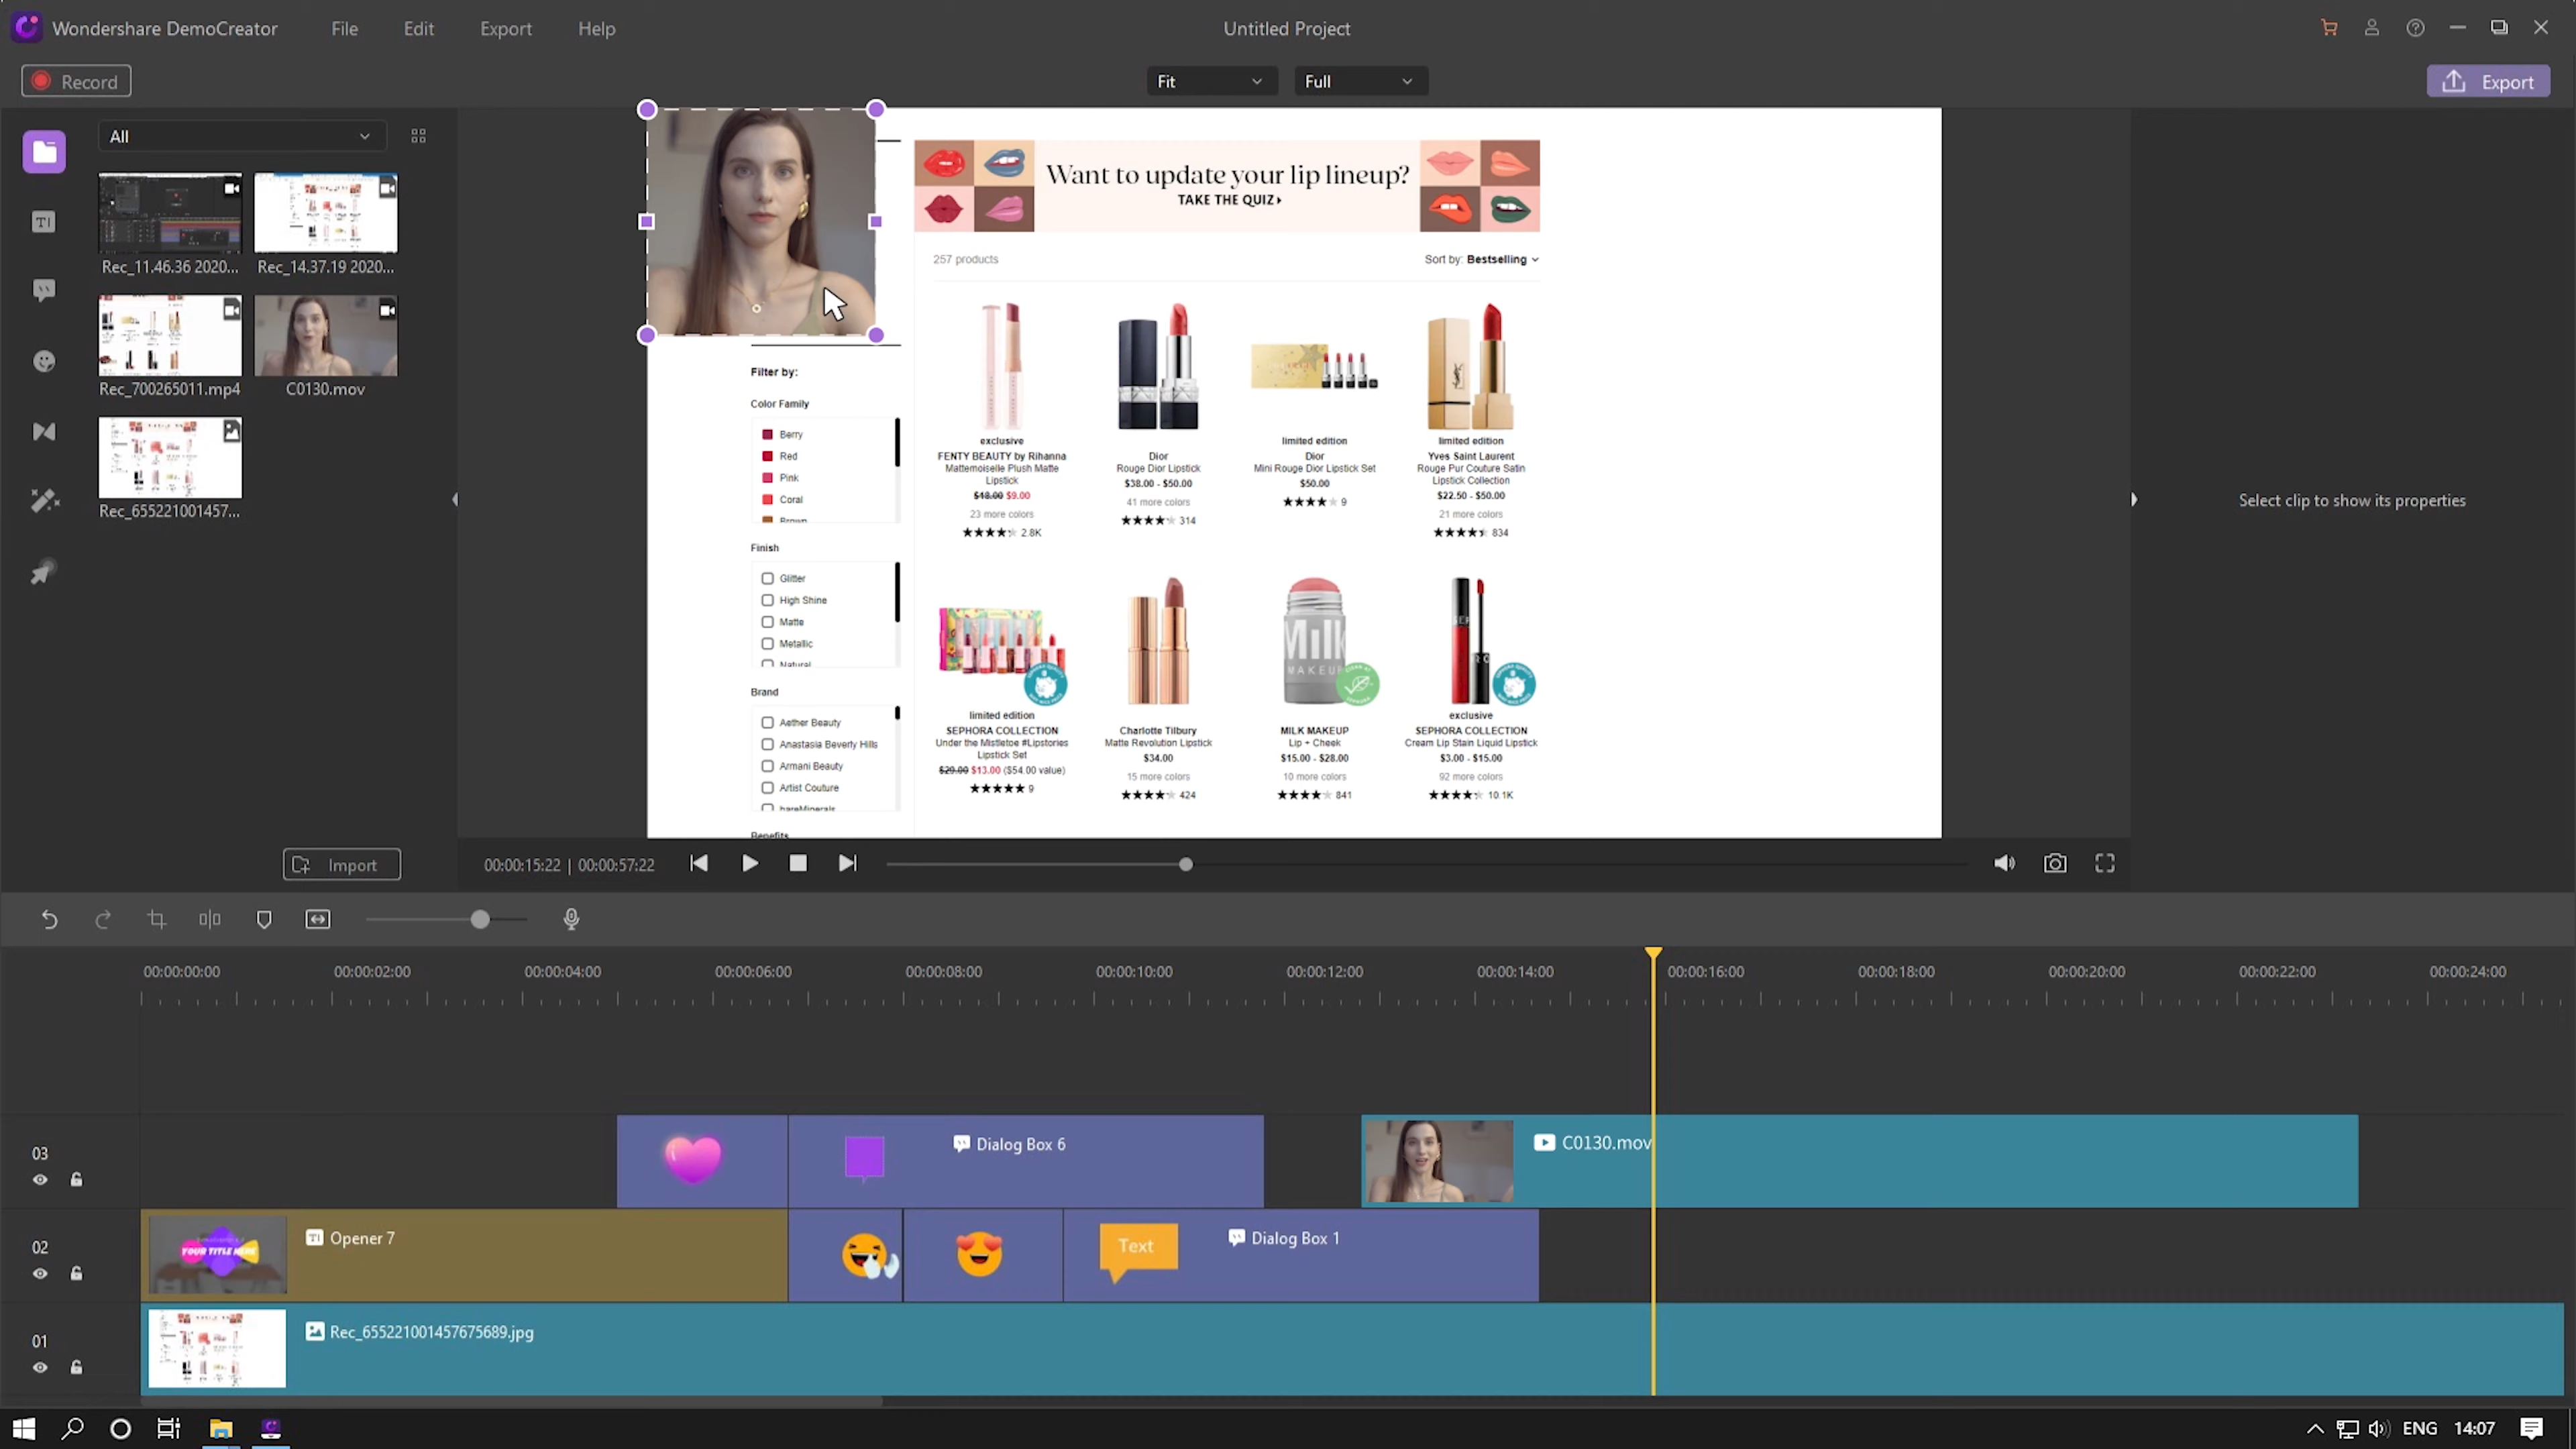 Wondershare DemoCreator File Edit Export Help Untitled Project
Record Fit Full Export
All
Rec_11.46.36 2020... Rec_14.37.19 2020...
Rec_700265011.mp4 C0130.mov
Rec_655221001457...
Import
Want to update your lip lineup?
TAKE THE QUIZ
257 products Sort by: Bestselling
Filter by:
Color Family
Berry
Red
Pink
Coral
Brown
Finish
Glitter
High Shine
Matte
Metallic
Natural
Brand
Aether Beauty
Anastasia Beverly Hills
Armani Beauty
Artist Couture
bareMinerals
Benefits
exclusive
FENTY BEAUTY by Rihanna
Mattemoiselle Plush Matte
Lipstick
$18.00 $9.00
23 more colors
2.8K
Dior
Rouge Dior Lipstick
$38.00 - $50.00
41 more colors
314
limited edition
Dior
Mini Rouge Dior Lipstick Set
$50.00
9
limited edition
Yves Saint Laurent
Rouge Pur Couture Satin
Lipstick Collection
$22.50 - $50.00
21 more colors
834
limited edition
SEPHORA COLLECTION
Under the Mistletoe #Lipstories
Lipstick Set
$29.00 $13.00 ($54.00 value)
9
Charlotte Tilbury
Matte Revolution Lipstick
$34.00
15 more colors
424
Milk
MAKEUP
MILK MAKEUP
Lip + Cheek
$15.00 - $28.00
10 more colors
841
exclusive
SEPHORA COLLECTION
Cream Lip Stain Liquid Lipstick
$3.00 - $15.00
92 more colors
10.1K
Select clip to show its properties
00:00:15:22 | 00:00:57:22
00:00:00:00 00:00:02:00 00:00:04:00 00:00:06:00 00:00:08:00 00:00:10:00 00:00:12:00 00:00:14:00 00:00:16:00 00:00:18:00 00:00:20:00 00:00:22:00 00:00:24:00
03 Dialog Box 6 C0130.mov
02 YOUR TITLE HERE Opener 7 Text Dialog Box 1
01 Rec_655221001457675689.jpg
ENG 14:07